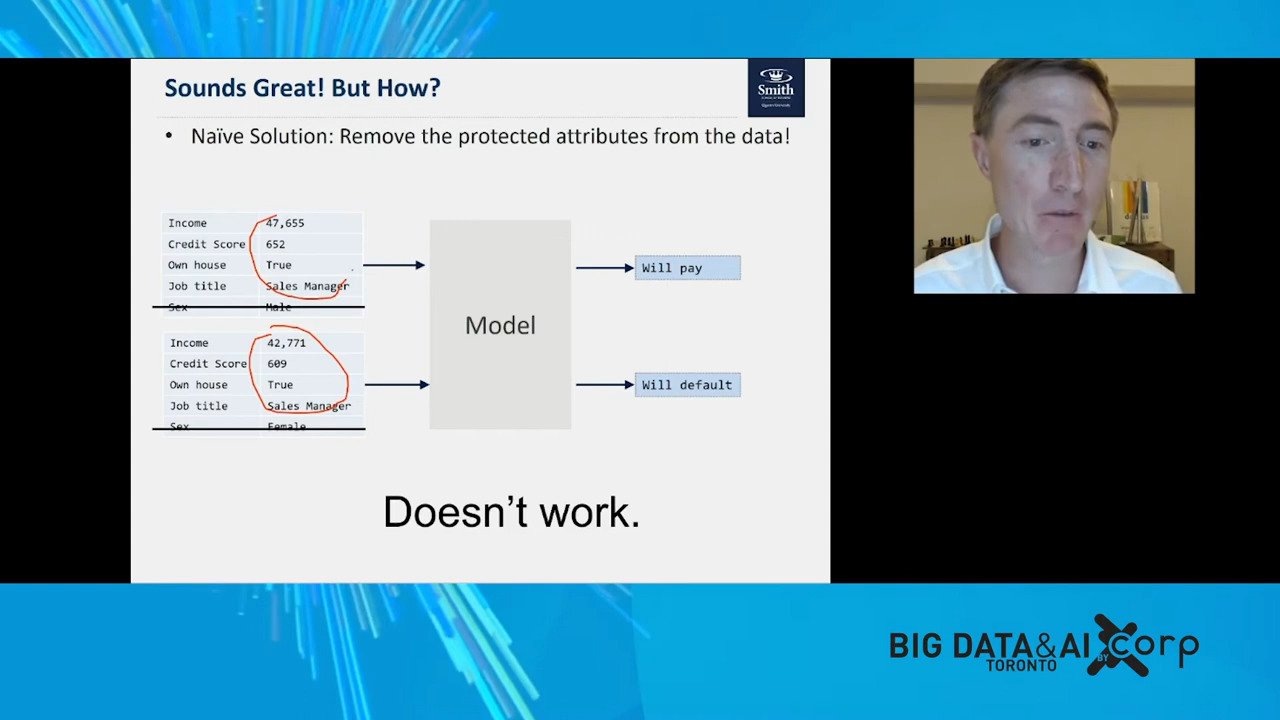 Sounds Great! But How?
Smith
• Naïve Solution: Remove the protected attributes from the data!
Income 47,655
Credit Score 652
Own house True
Job title Sales Manager
Sex Male
Income 42,771
Credit Score 609
Own house True
Job title Sales Manager
Sex Female
Model
Will pay
Will default
Doesn't work.
BIG DATA&AI
TORONTO
BY
corp